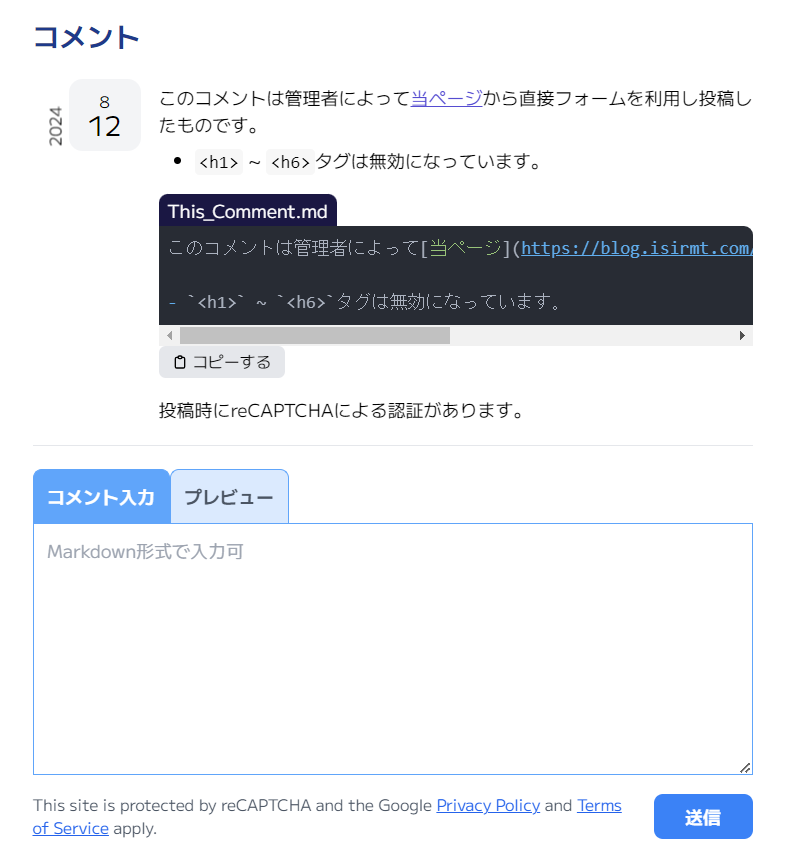 コメント
2024
8
12
このコメントは管理者によって当ページから直接フォームを利用し投稿し
たものです。
<h1> ~ <h6>タグは無効になっています。
This_Comment.md
このコメントは管理者によって[当ページ](https://blog.isirmt.com/
- `<h1>` ~ `<h6>`タグは無効になっています。
コピーする
投稿時にreCAPTCHAによる認証があります。
コメント入力 プレビュー
Markdown形式で入力可
This site is protected by reCAPTCHA and the Google Privacy Policy and Terms
of Service apply.
送信